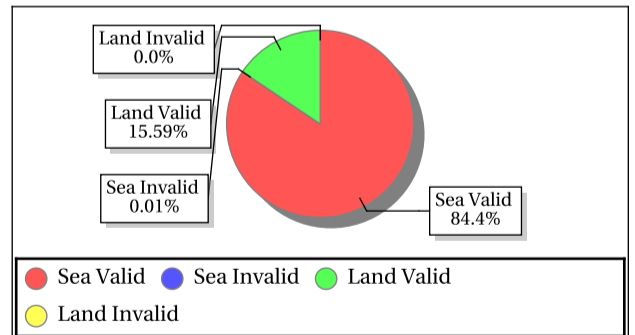 Land Invalid
0.0%
Land Valid
15.59%
Sea Invalid
0.01%
Sea Valid
84.4%
Sea Valid Sea Invalid Land Valid
Land Invalid